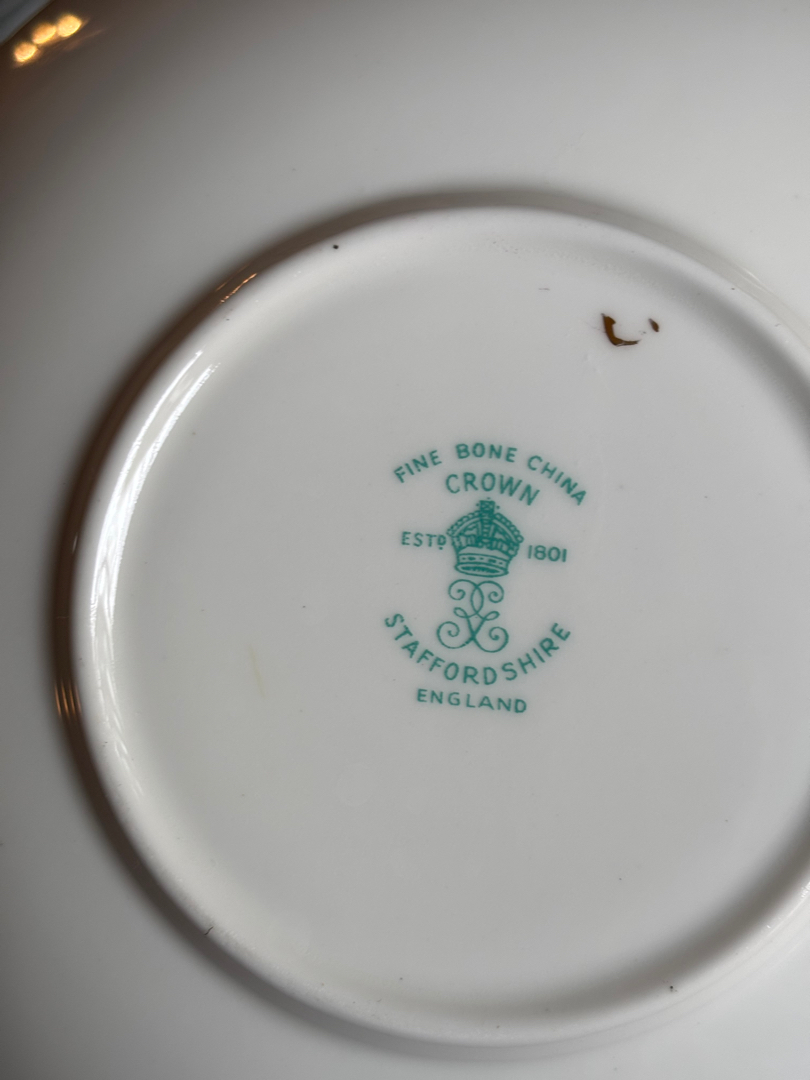 FINE BONE CHINA
CROWN
ESTD 1801
STAFFORDSHIRE
ENGLAND